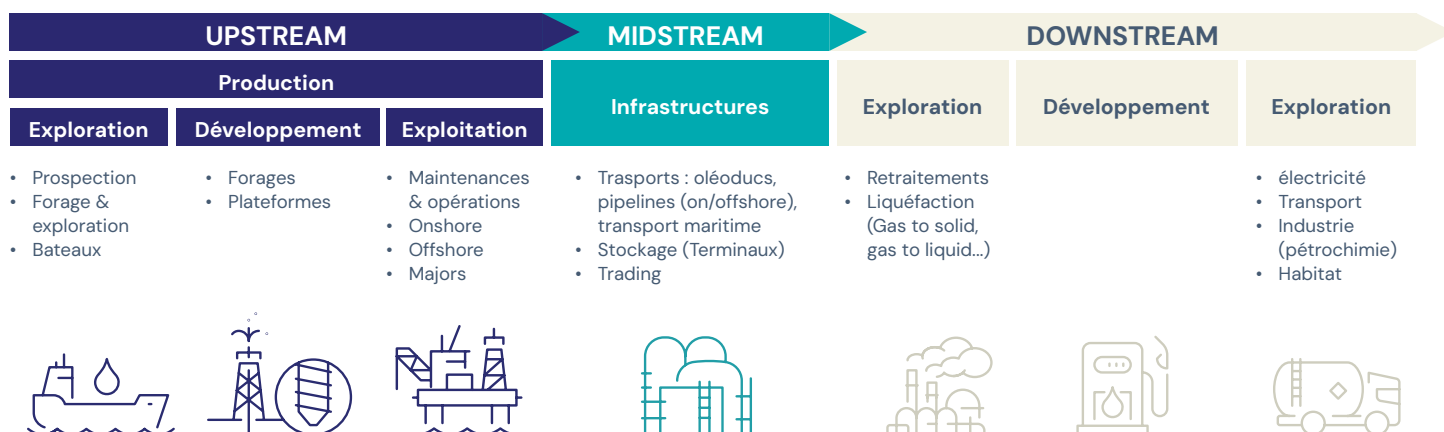 UPSTREAM
MIDSTREAM
DOWNSTREAM
Production
Exploration
Développement
Exploitation
Infrastructures
Exploration
Développement
Exploration
• Prospection
• Forage &
exploration
• Bateaux
• Forages
• Plateformes
• Maintenances
& opérations
• Onshore
• Offshore
• Majors
• Trasports : oléoducs,
pipelines (on/offshore),
transport maritime
• Stockage (Terminaux)
• Trading
• Retraitements
• Liquéfaction
(Gas to solid,
gas to liquid...)
• électricité
• Transport
• Industrie
(pétrochimie)
• Habitat